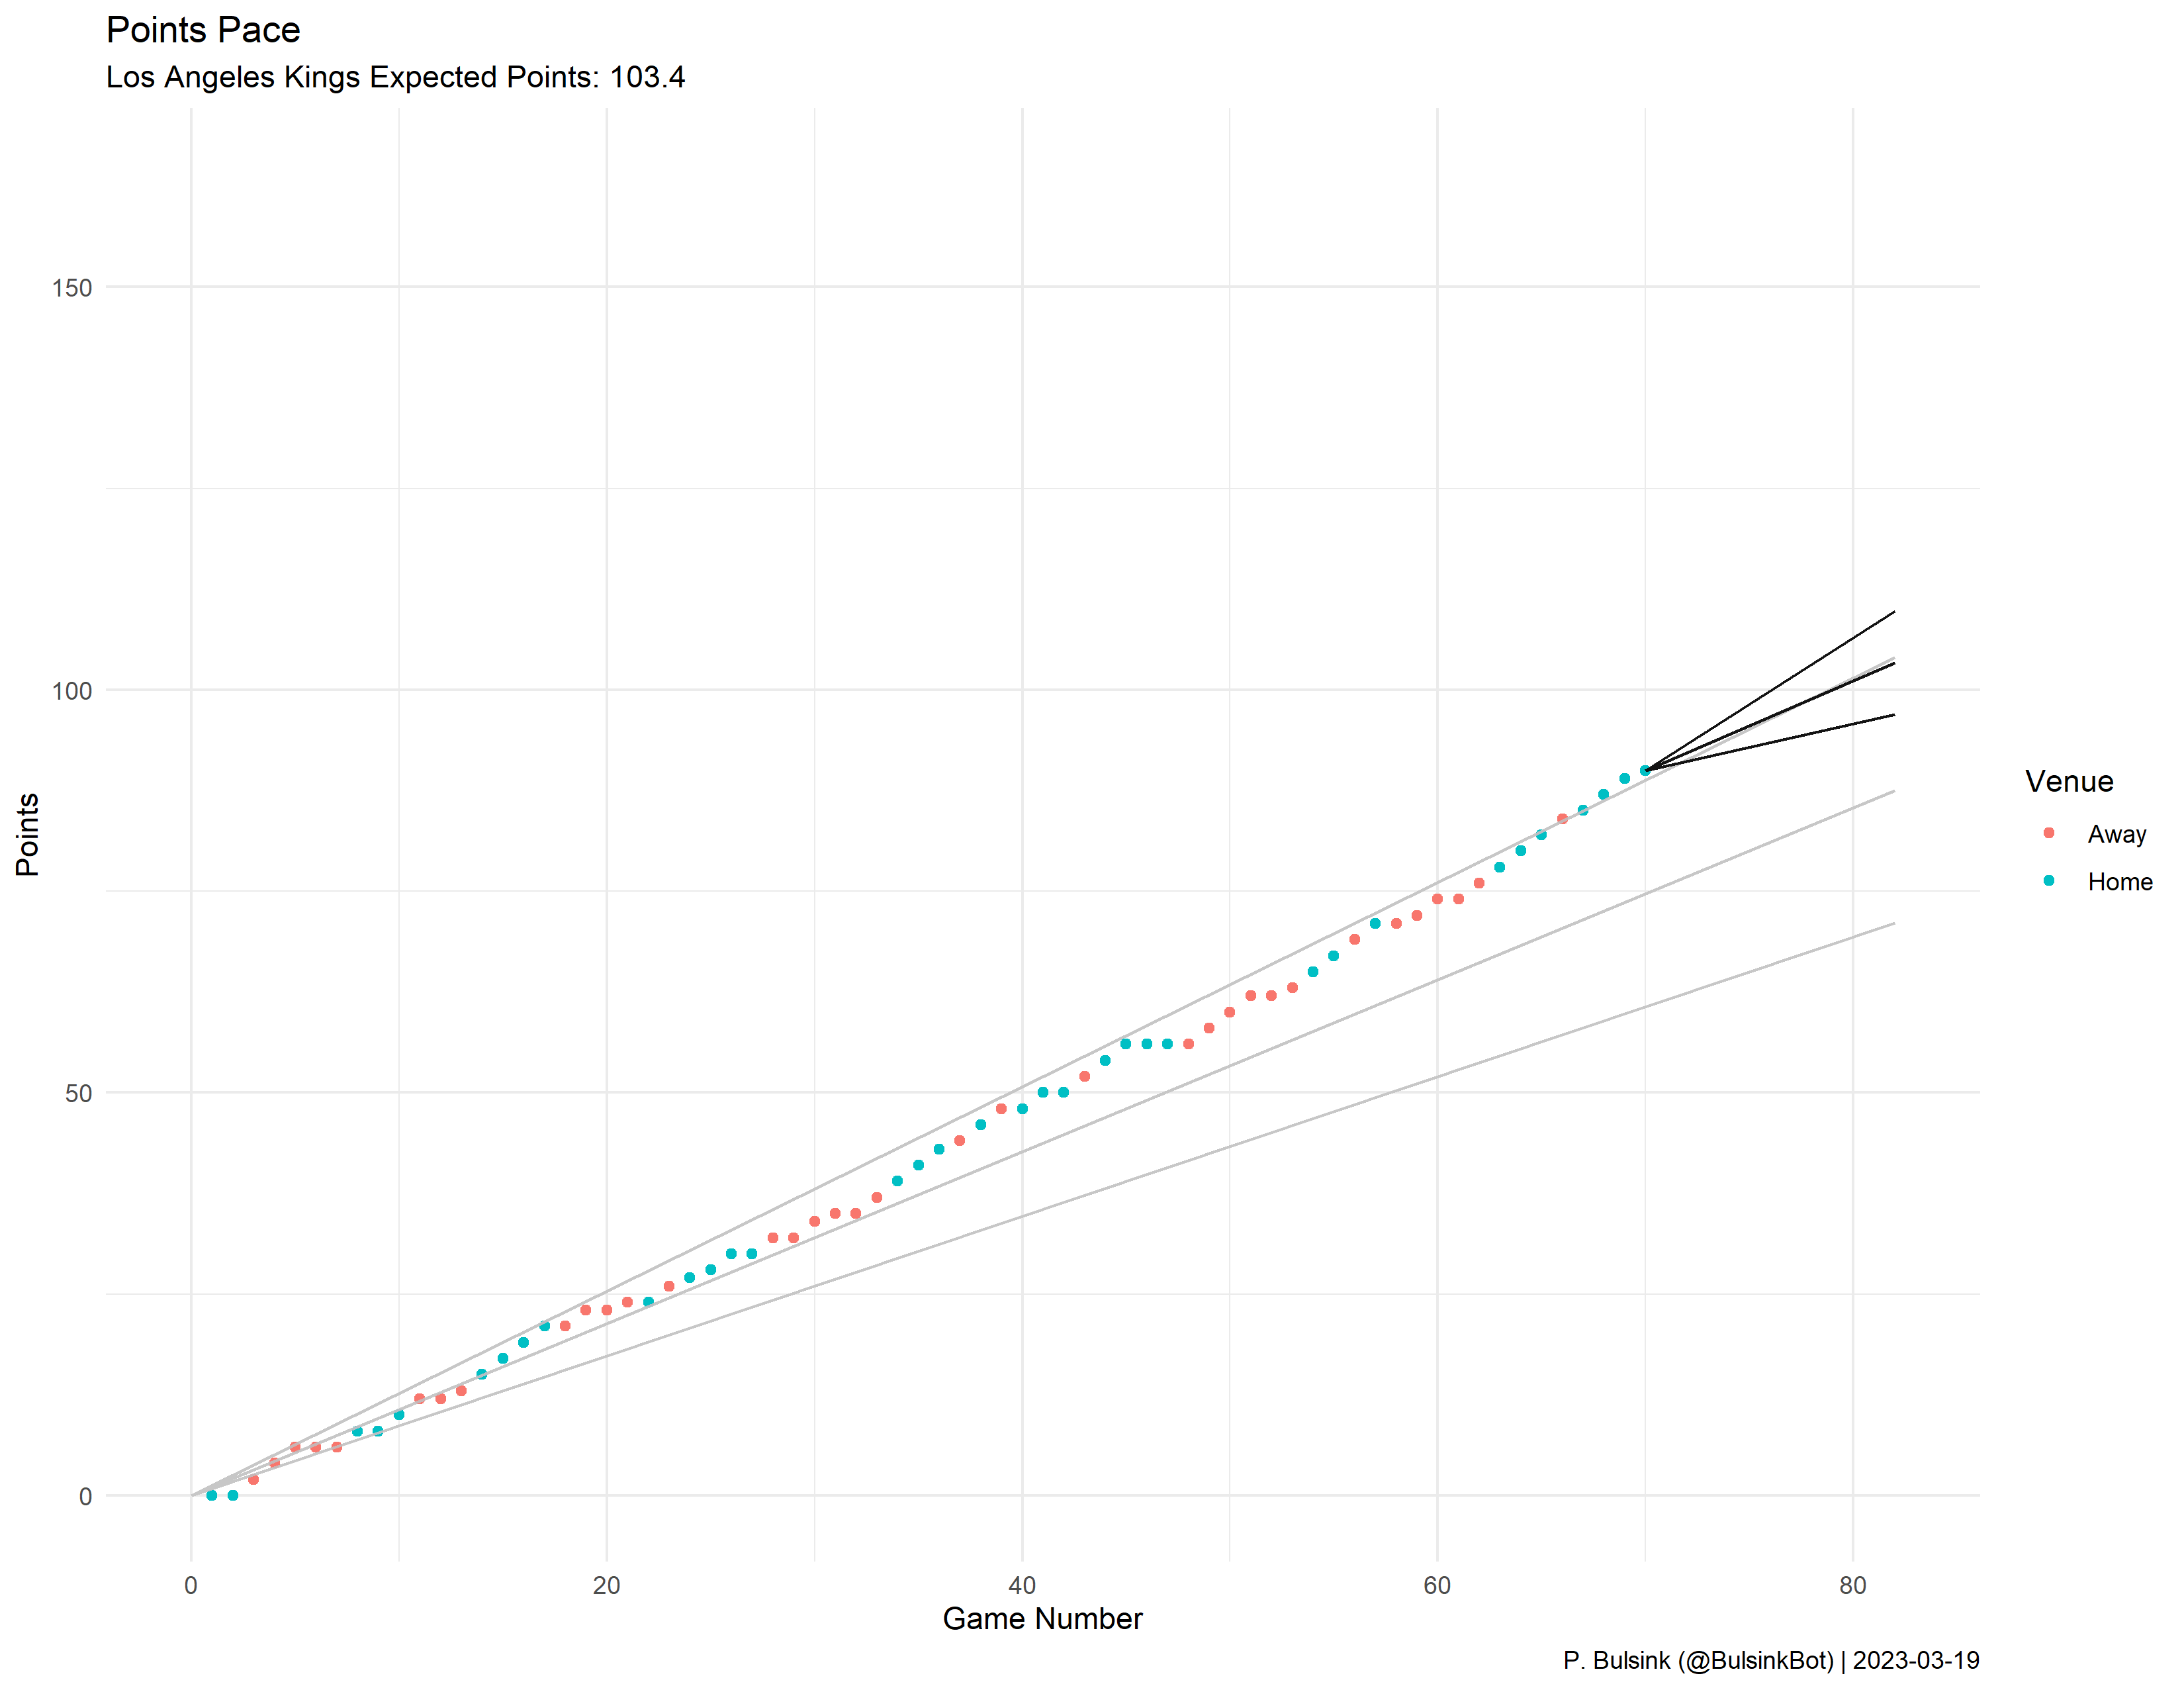 Points Pace
Los Angeles Kings Expected Points: 103.4
150
100
50
0
Points
0 20 40 60 80
Game Number
Venue
Away
Home
P. Bulsink (@BulsinkBot) | 2023-03-19